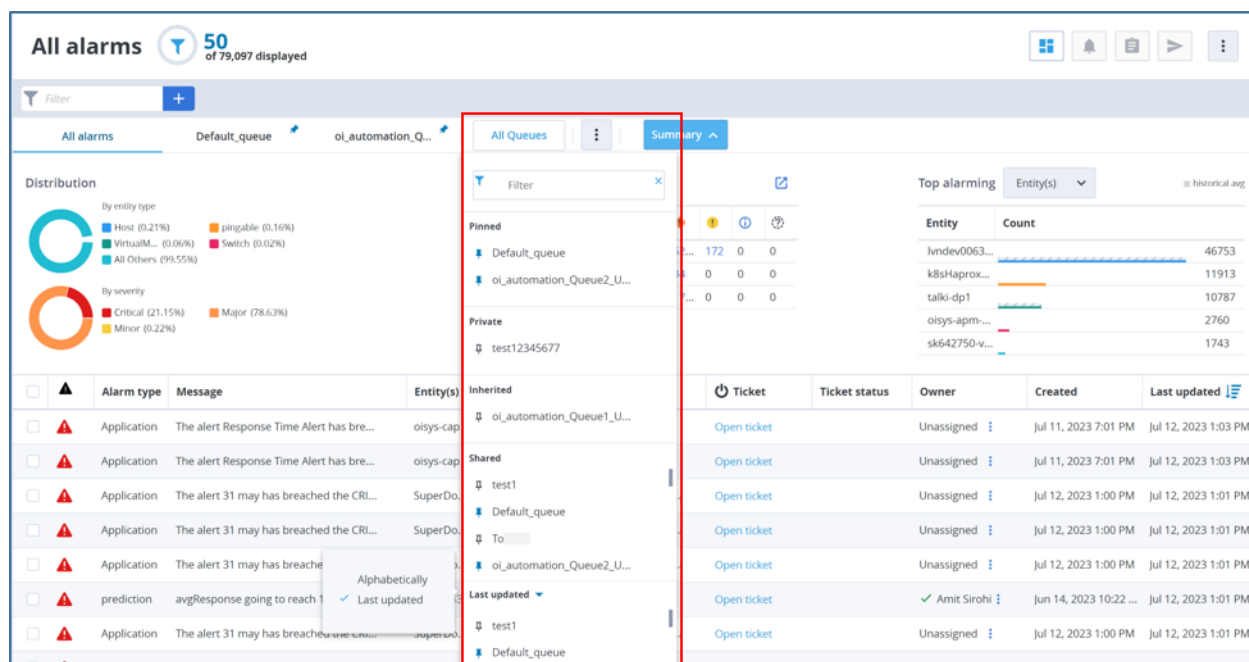 All alarms
50
of 79,097 displayed
Filter
+
All alarms
Default_queue
oi_automation_Q...
All Queues
Summary
Distribution
By entity type
Host (0.21%)
pingable (0.16%)
VirtualM... (0.06%)
Switch (0.02%)
All Others (99.55%)
By severity
Critical (21.15%)
Major (78.63%)
Minor (0.22%)
Filter
Pinned
Default_queue
oi_automation_Queue2_U...
Private
test12345677
Inherited
oi_automation_Queue1_U...
Shared
test1
Default_queue
To
oi_automation_Queue2_U...
Last updated
test1
Default_queue
Alphabetically
Last updated
172 0 0
0 0 0
0 0 0
Top alarming
Entity(s)
historical avg
Entity Count
lvndev0063... 46753
k8sHaprox... 11913
talki-dp1 10787
oisys-apm-... 2760
sk642750-v... 1743
Alarm type Message Entity(s) Ticket Ticket status Owner Created Last updated
Application The alert Response Time Alert has bre... oisys-cap Open ticket Unassigned Jul 11, 2023 7:01 PM Jul 12, 2023 1:03 PM
Application The alert Response Time Alert has bre... oisys-cap Open ticket Unassigned Jul 11, 2023 7:01 PM Jul 12, 2023 1:03 PM
Application The alert 31 may has breached the CRI... SuperDo. Open ticket Unassigned Jul 12, 2023 1:00 PM Jul 12, 2023 1:01 PM
Application The alert 31 may has breached the CRI... SuperDo. Open ticket Unassigned Jul 12, 2023 1:00 PM Jul 12, 2023 1:01 PM
Application The alert 31 may has breache Open ticket Unassigned Jul 12, 2023 1:00 PM Jul 12, 2023 1:01 PM
prediction avgResponse going to reach 1 Open ticket Amit Sirohi Jun 14, 2023 10:22 ... Jul 12, 2023 1:01 PM
Application The alert 31 may has breached the CRI... SuperDo. Open ticket Unassigned Jul 12, 2023 1:00 PM Jul 12, 2023 1:01 PM